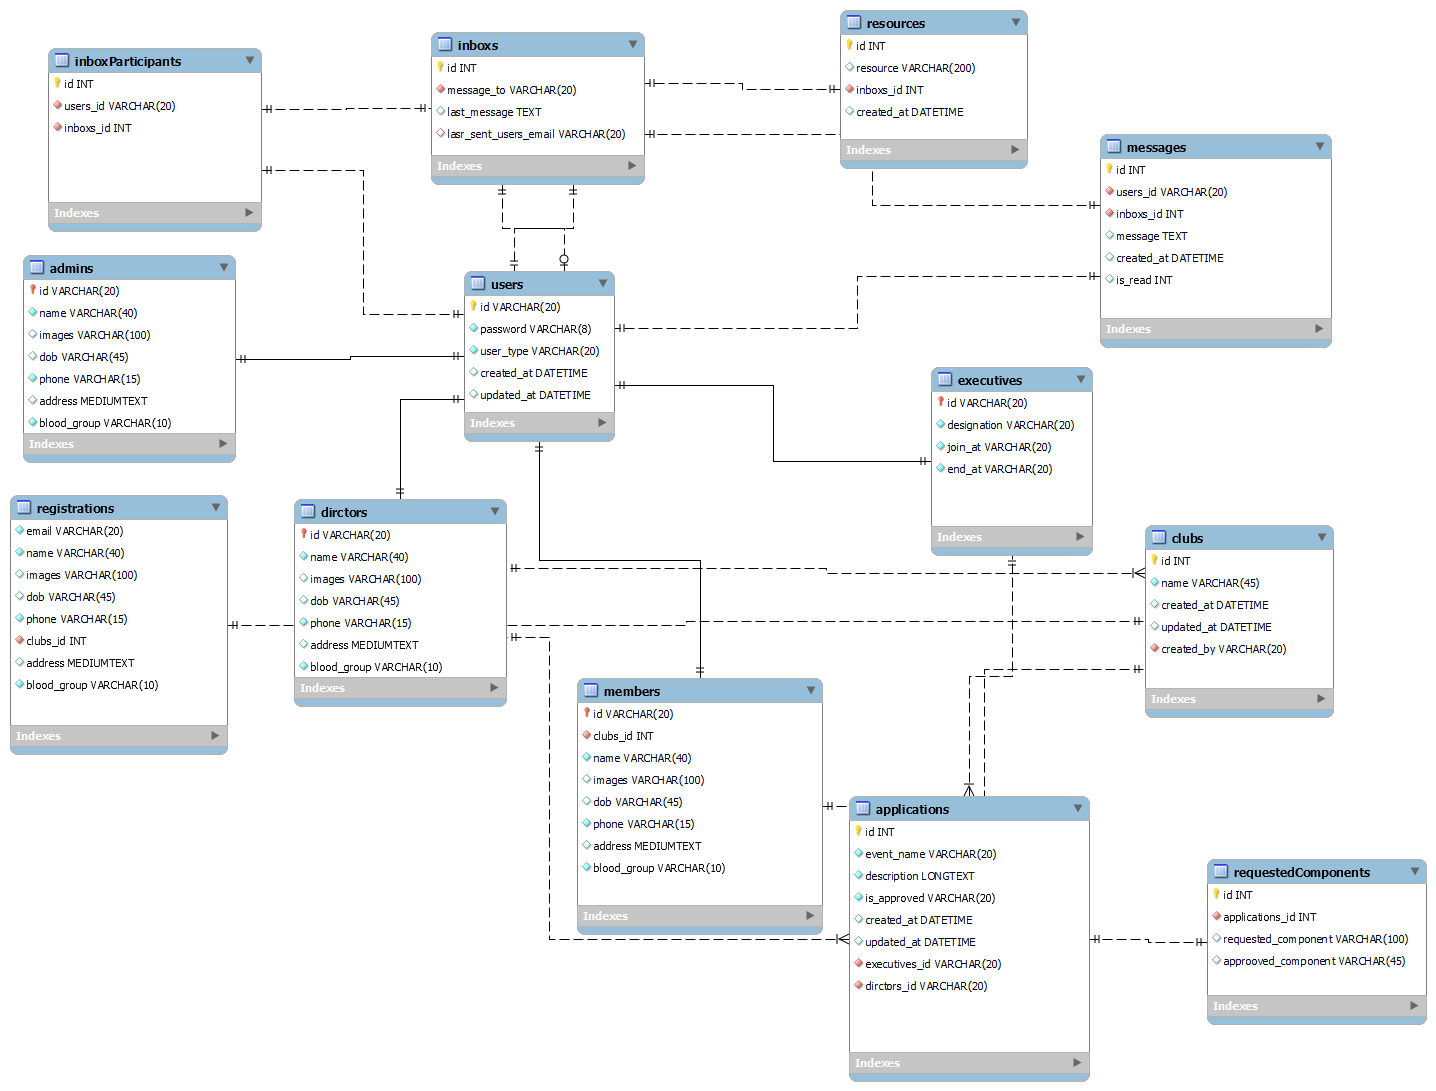 inboxParticipants
id INT
users_id VARCHAR(20)
inboxs_id INT
Indexes
inboxs
id INT
message_to VARCHAR(20)
last_message TEXT
lasr_sent_users_email VARCHAR(20)
Indexes
resources
id INT
resource VARCHAR(200)
inboxs_id INT
created_at DATETIME
Indexes
messages
id INT
users_id VARCHAR(20)
inboxs_id INT
message TEXT
created_at DATETIME
is_read INT
Indexes
admins
id VARCHAR(20)
name VARCHAR(40)
images VARCHAR(100)
dob VARCHAR(45)
phone VARCHAR(15)
address MEDIUMTEXT
blood_group VARCHAR(10)
Indexes
users
id VARCHAR(20)
password VARCHAR(8)
user_type VARCHAR(20)
created_at DATETIME
updated_at DATETIME
Indexes
executives
id VARCHAR(20)
designation VARCHAR(20)
join_at VARCHAR(20)
end_at VARCHAR(20)
Indexes
registrations
email VARCHAR(20)
name VARCHAR(40)
images VARCHAR(100)
dob VARCHAR(45)
phone VARCHAR(15)
clubs_id INT
address MEDIUMTEXT
blood_group VARCHAR(10)
Indexes
dirctors
id VARCHAR(20)
name VARCHAR(40)
images VARCHAR(100)
dob VARCHAR(45)
phone VARCHAR(15)
address MEDIUMTEXT
blood_group VARCHAR(10)
Indexes
clubs
id INT
name VARCHAR(45)
created_at DATETIME
updated_at DATETIME
created_by VARCHAR(20)
Indexes
members
id VARCHAR(20)
clubs_id INT
name VARCHAR(40)
images VARCHAR(100)
dob VARCHAR(45)
phone VARCHAR(15)
address MEDIUMTEXT
blood_group VARCHAR(10)
Indexes
applications
id INT
event_name VARCHAR(20)
description LONGTEXT
is_approved VARCHAR(20)
created_at DATETIME
updated_at DATETIME
executives_id VARCHAR(20)
dirctors_id VARCHAR(20)
Indexes
requestedComponents
id INT
applications_id INT
requested_component VARCHAR(100)
approoved_component VARCHAR(45)
Indexes